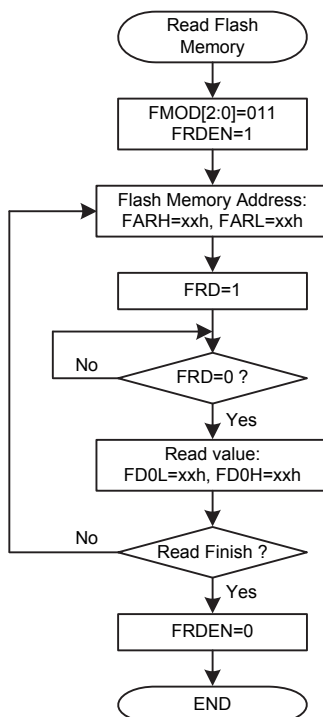 Read Flash
Memory
FMOD[2:0]=011
FRDEN=1
Flash Memory Address:
FARH=xxh, FARL=xxh
FRD=1
No
FRD=0 ?
Yes
Read value:
FD0L=xxh, FD0H=xxh
No
Read Finish ?
Yes
FRDEN=0
END